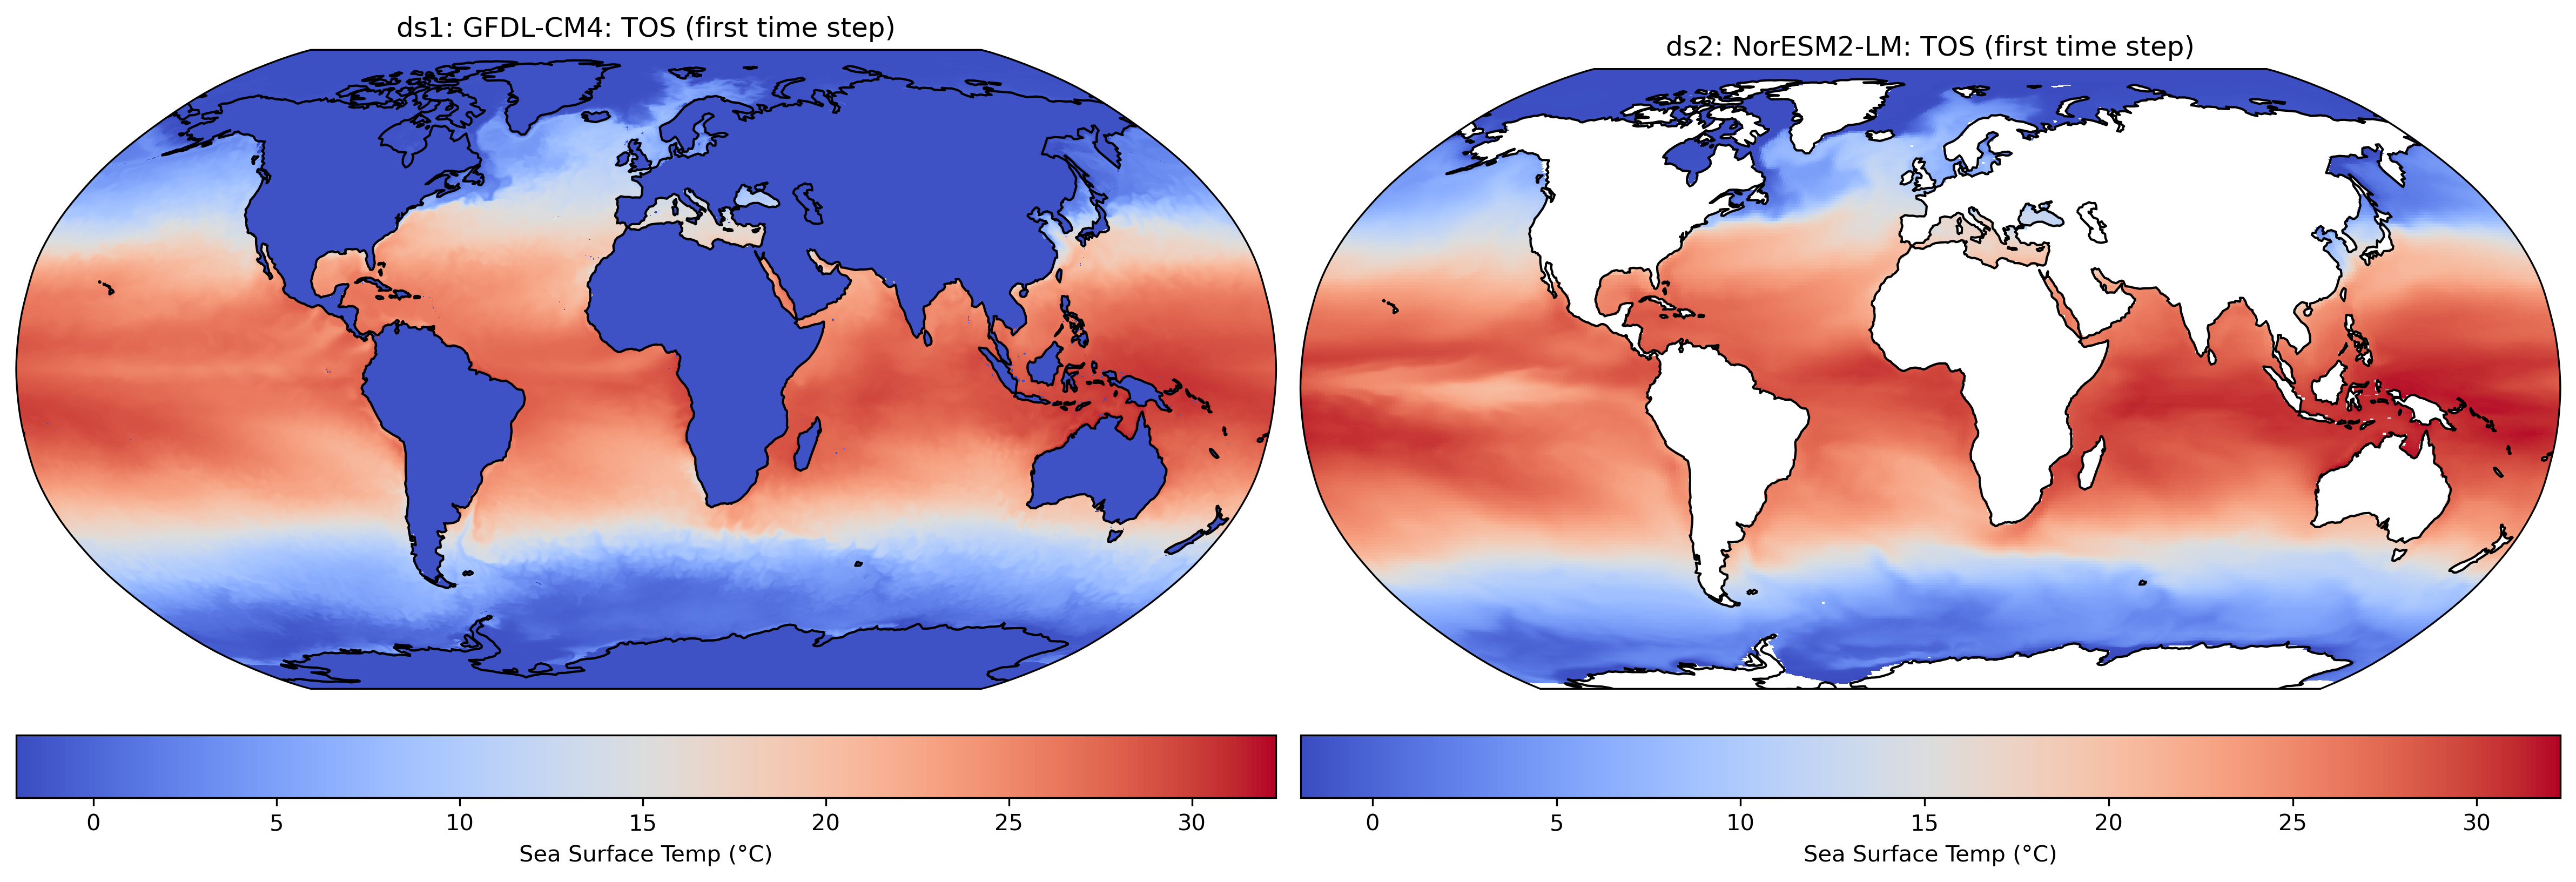 ds1: GFDL-CM4: TOS (first time step)
ds2: NorESM2-LM: TOS (first time step)
0 5 10 15 20 25 30
Sea Surface Temp (°C)
0 5 10 15 20 25 30
Sea Surface Temp (°C)